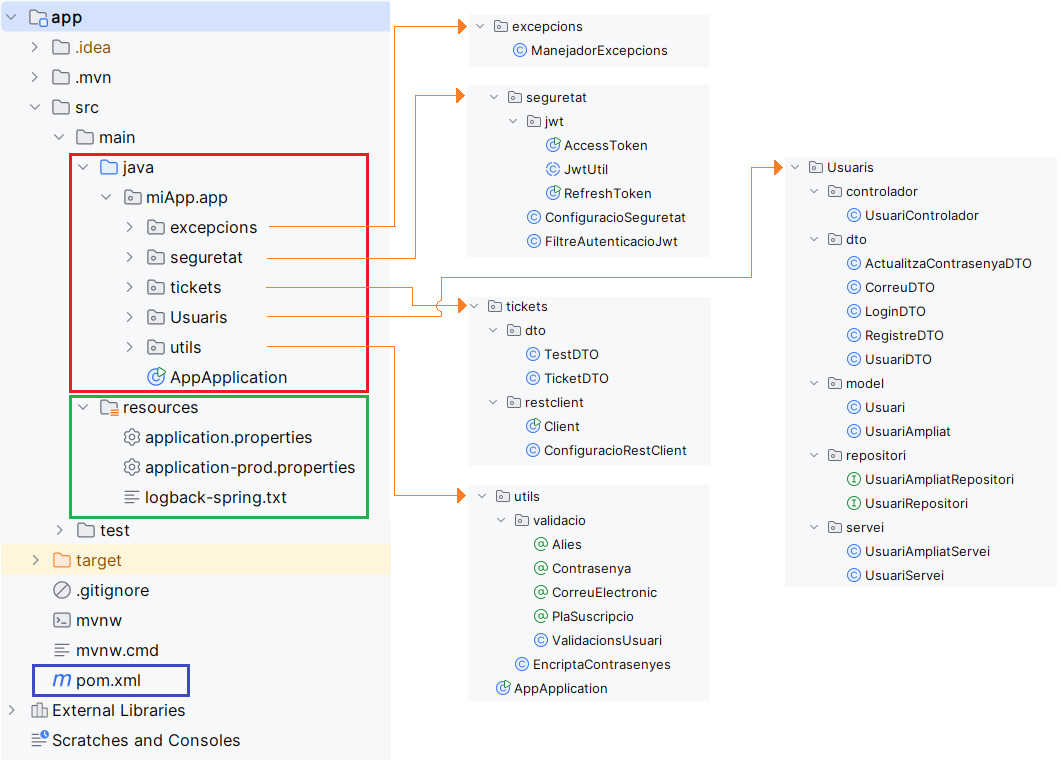 app
.idea
.mvn
src
main
java
miApp.app
excepcions
seguretat
tickets
Usuaris
utils
AppApplication
resources
application.properties
application-prod.properties
logback-spring.txt
test
target
.gitignore
mvnw
mvnw.cmd
pom.xml
External Libraries
Scratches and Consoles
excepcions
ManejadorExcepcions
seguretat
jwt
AccessToken
JwtUtil
RefreshToken
ConfiguracioSeguretat
FiltreAutenticacioJwt
tickets
dto
TestDTO
TicketDTO
restclient
Client
ConfiguracioRestClient
utils
validacio
Alies
Contrasenya
CorreuElectronic
PlaSuscripcio
ValidacionsUsuari
EncriptaContrasenyes
AppApplication
Usuaris
controlador
UsuariControlador
dto
ActualitzaContrasenyaDTO
CorreuDTO
LoginDTO
RegistreDTO
UsuariDTO
model
Usuari
UsuariAmpliat
repositori
UsuariAmpliatRepositori
UsuariRepositori
servei
UsuariAmpliatServei
UsuariServei